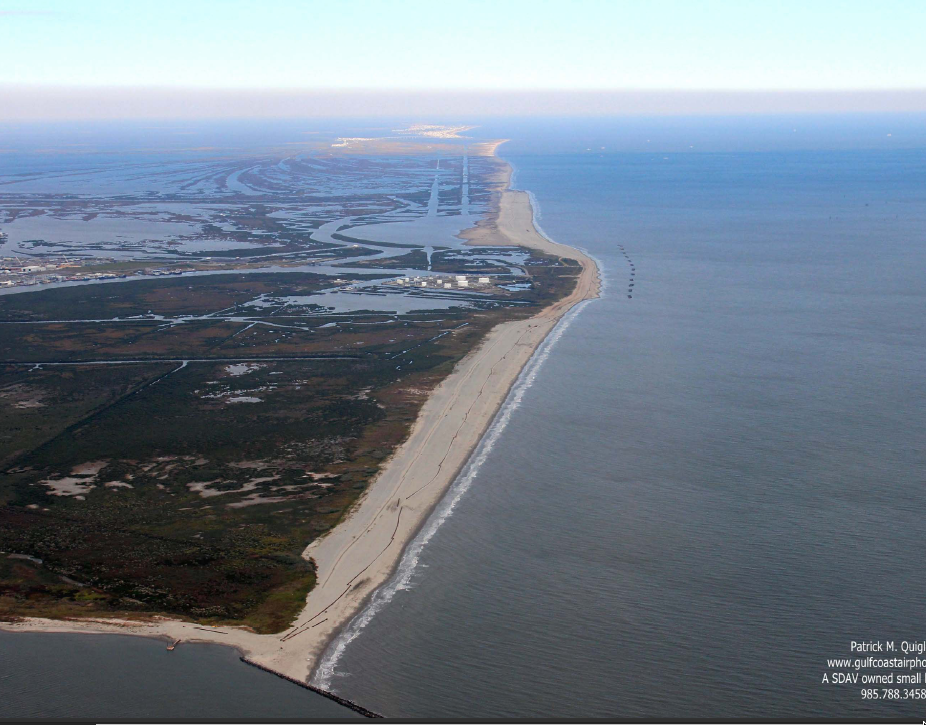 Patrick M. Quigl
www.gulfcoastairpho
A SDAV owned small
985.788.3458